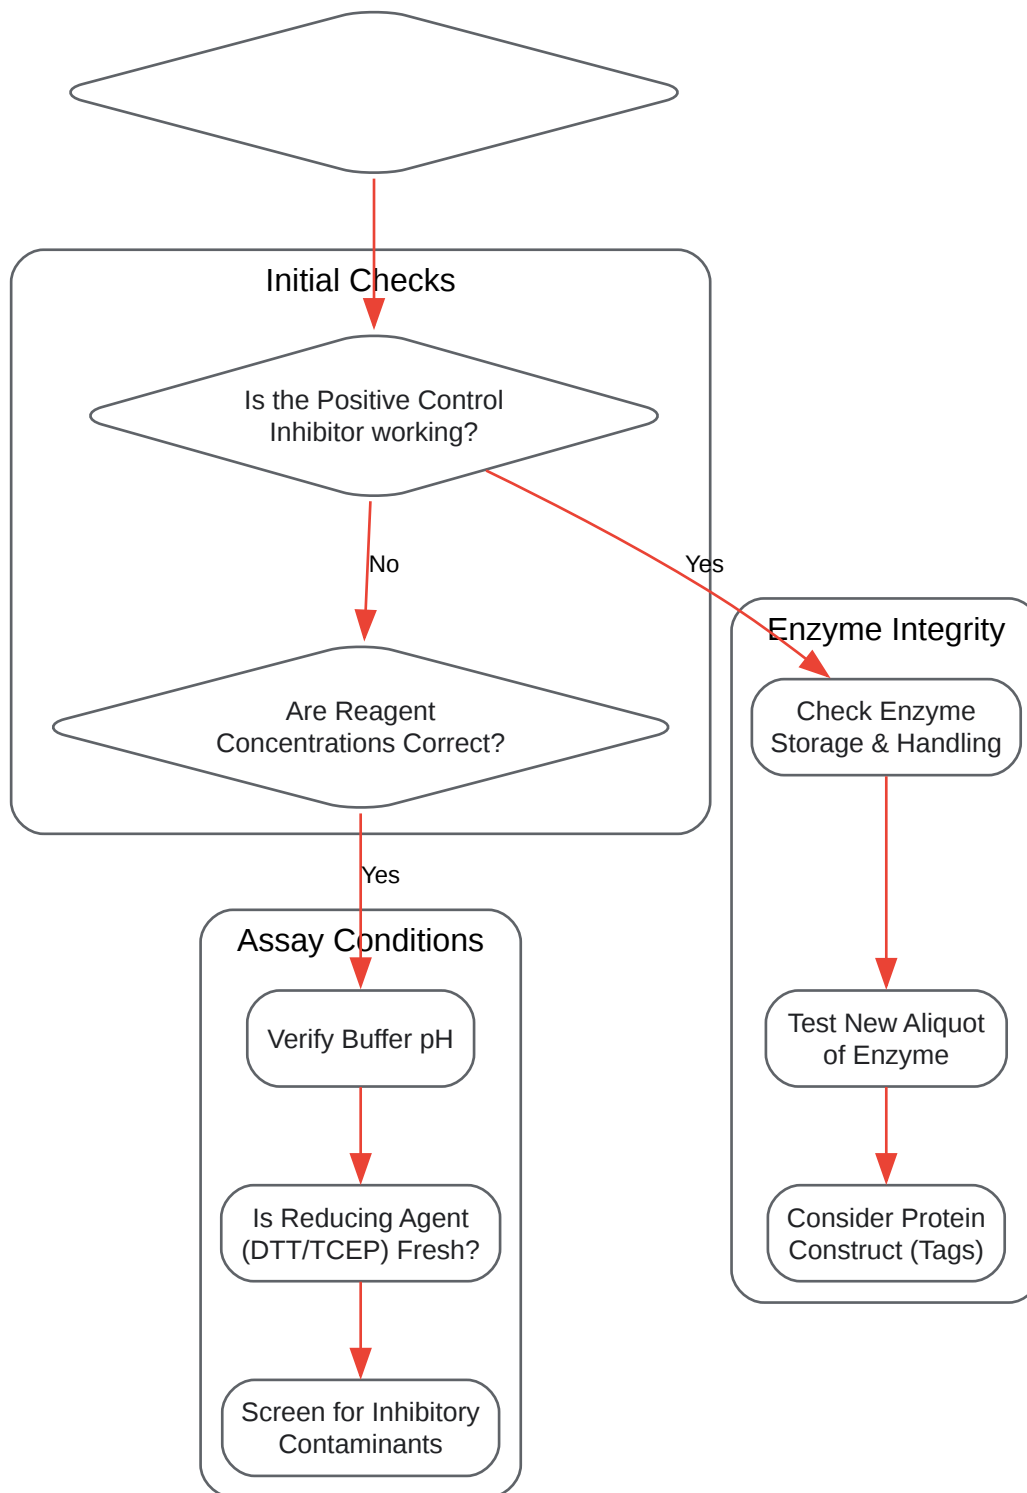 Initial Checks
Is the Positive Control
Inhibitor working?
No
Yes
Are Reagent
Concentrations Correct?
Yes
Enzyme Integrity
Check Enzyme
Storage & Handling
Test New Aliquot
of Enzyme
Consider Protein
Construct (Tags)
Assay Conditions
Verify Buffer pH
Is Reducing Agent
(DTT/TCEP) Fresh?
Screen for Inhibitory
Contaminants